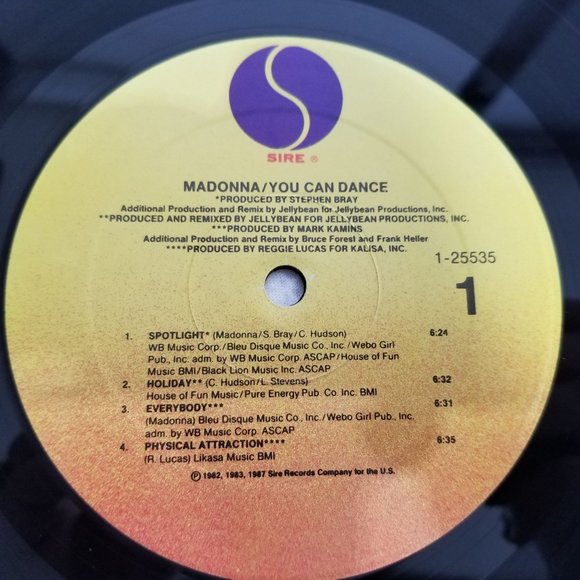 SIRE ®
MADONNA/YOU CAN DANCE
*PRODUCED BY STEPHEN BRAY
Additional Production and Remix by Jellybean for Jellybean Productions, Inc.
**PRODUCED AND REMIXED BY JELLYBEAN FOR JELLYBEAN PRODUCTIONS, INC.
***PRODUCED BY MARK KAMINS
Additional Production and Remix by Bruce Forest and Frank Heller
****PRODUCED BY REGGIE LUCAS FOR KALISA, INC.
1-25535
1
1. SPOTLIGHT* (Madonna/S. Bray/C. Hudson) 6:24
WB Music Corp./Bleu Disque Music Co., Inc./Webo Girl
Pub., Inc. adm. by WB Music Corp. ASCAP/House of Fun
Music BMI/Black Lion Music Inc. ASCAP
2. HOLIDAY** (C. Hudson/L. Stevens) 6:32
House of Fun Music/Pure Energy Pub. Co. Inc. BMI
3. EVERYBODY*** 6:31
(Madonna) Bleu Disque Music Co., Inc./Webo Girl Pub., Inc.
adm. by WB Music Corp. ASCAP
4. PHYSICAL ATTRACTION**** 6:35
(R. Lucas) Likasa Music BMI
℗ 1982, 1983, 1987 Sire Records Company for the U.S.